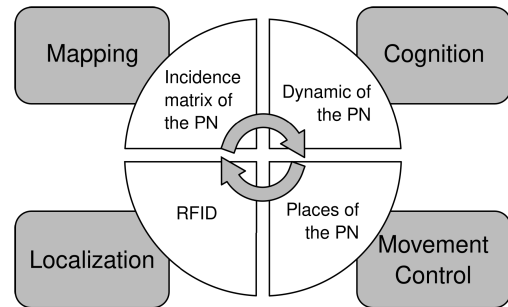 Mapping
Cognition
Incidence
matrix of
the PN
Dynamic of
the PN
RFID
Places of
the PN
Localization
Movement
Control